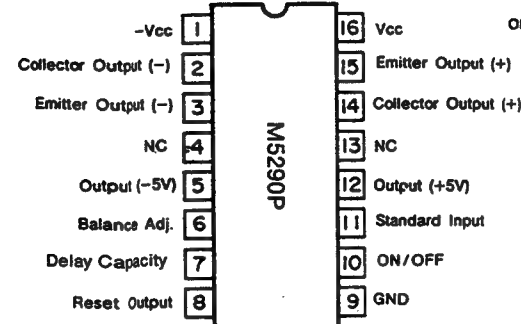 -Vcc 1
Collector Output (-) 2
Emitter Output (-) 3
NC 4
Output (-5V) 5
Balance Adj. 6
Delay Capacity 7
Reset Output 8
M5290P
16 Vcc
15 Emitter Output (+)
14 Collector Output (+)
13 NC
12 Output (+5V)
11 Standard Input
10 ON/OFF
9 GND